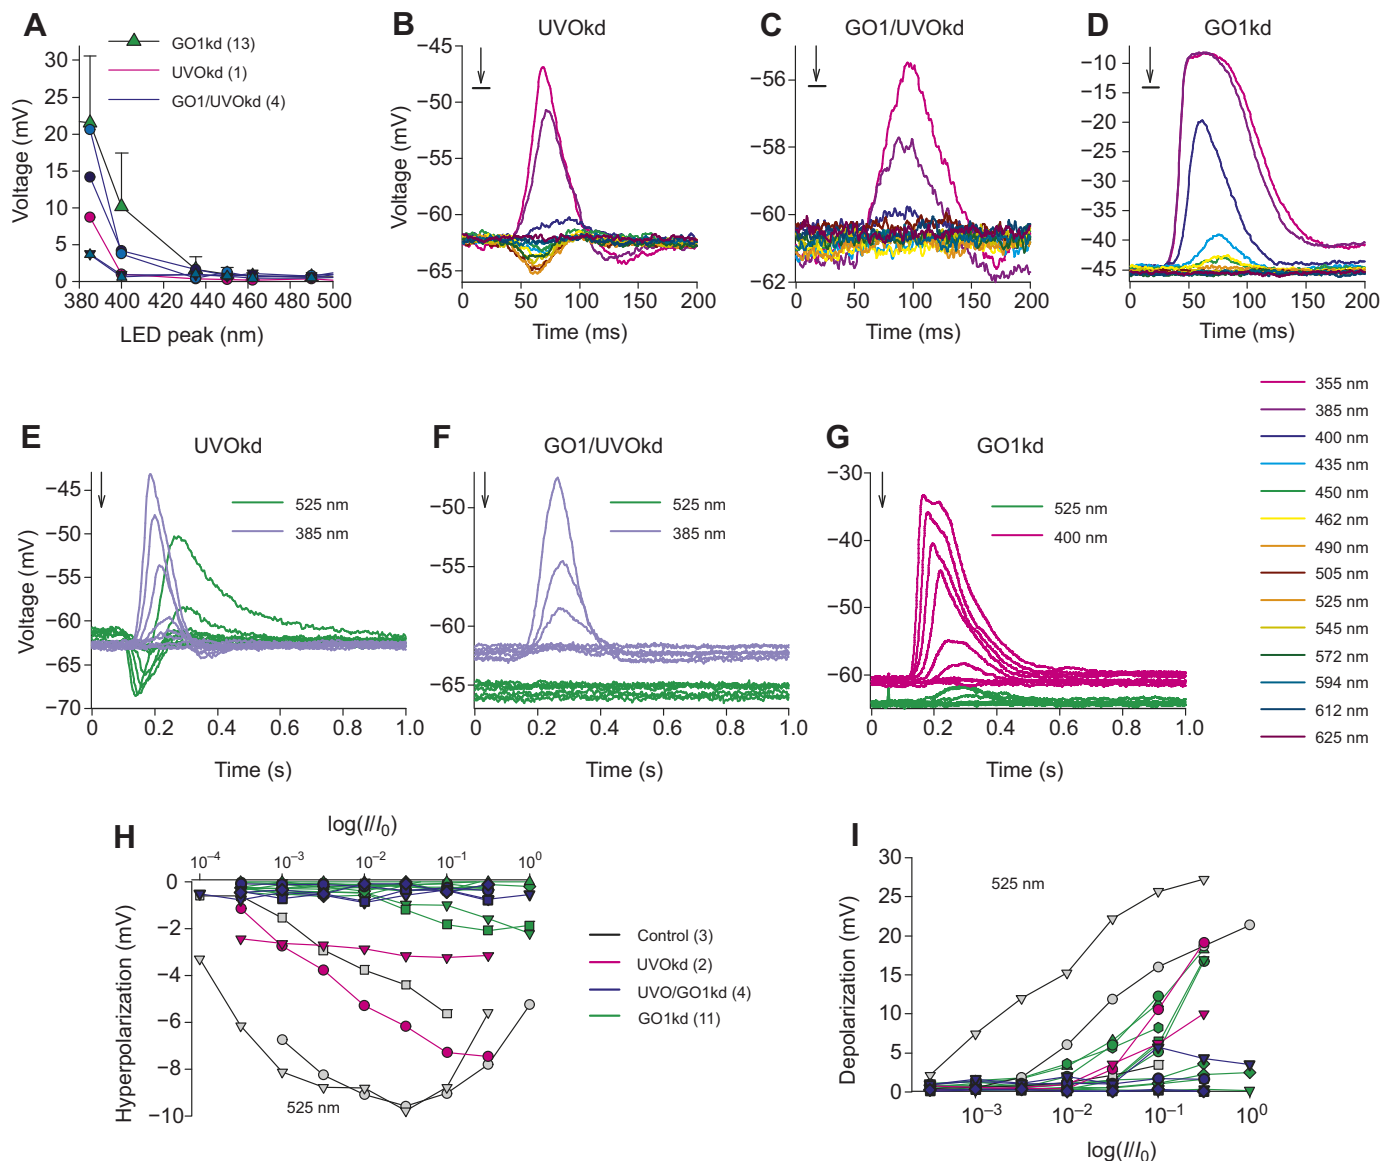 A
GO1kd (13)
UVOkd (1)
GO1/UVOkd (4)
Voltage (mV)
30
25
20
15
10
5
0
380 400 440 460 480 500
LED peak (nm)
B
UVOkd
Voltage (mV)
−45
−50
−55
−60
−65
0 50 100 150 200
Time (ms)
C
GO1/UVOkd
−56
−58
−60
−62
0 50 100 150 200
Time (ms)
D
GO1kd
−10
−15
−20
−25
−30
−35
−40
−45
0 50 100 150 200
Time (ms)
355 nm
385 nm
400 nm
435 nm
450 nm
462 nm
490 nm
505 nm
525 nm
545 nm
572 nm
594 nm
612 nm
625 nm
E
UVOkd
525 nm
385 nm
Voltage (mV)
−45
−50
−55
−60
−65
−70
0 0.2 0.4 0.6 0.8 1.0
Time (s)
F
GO1/UVOkd
525 nm
385 nm
−50
−55
−60
−65
0 0.2 0.4 0.6 0.8 1.0
Time (s)
G
GO1kd
525 nm
400 nm
−30
−40
−50
−60
0 0.2 0.4 0.6 0.8 1.0
Time (s)
H
log(I/I0)
10−4 10−3 10−2 10−1 100
Hyperpolarization (mV)
0
−2
−4
−6
−8
−10
525 nm
Control (3)
UVOkd (2)
UVO/GO1kd (4)
GO1kd (11)
I
525 nm
Depolarization (mV)
30
25
20
15
10
5
0
10−3 10−2 10−1 100
log(I/I0)